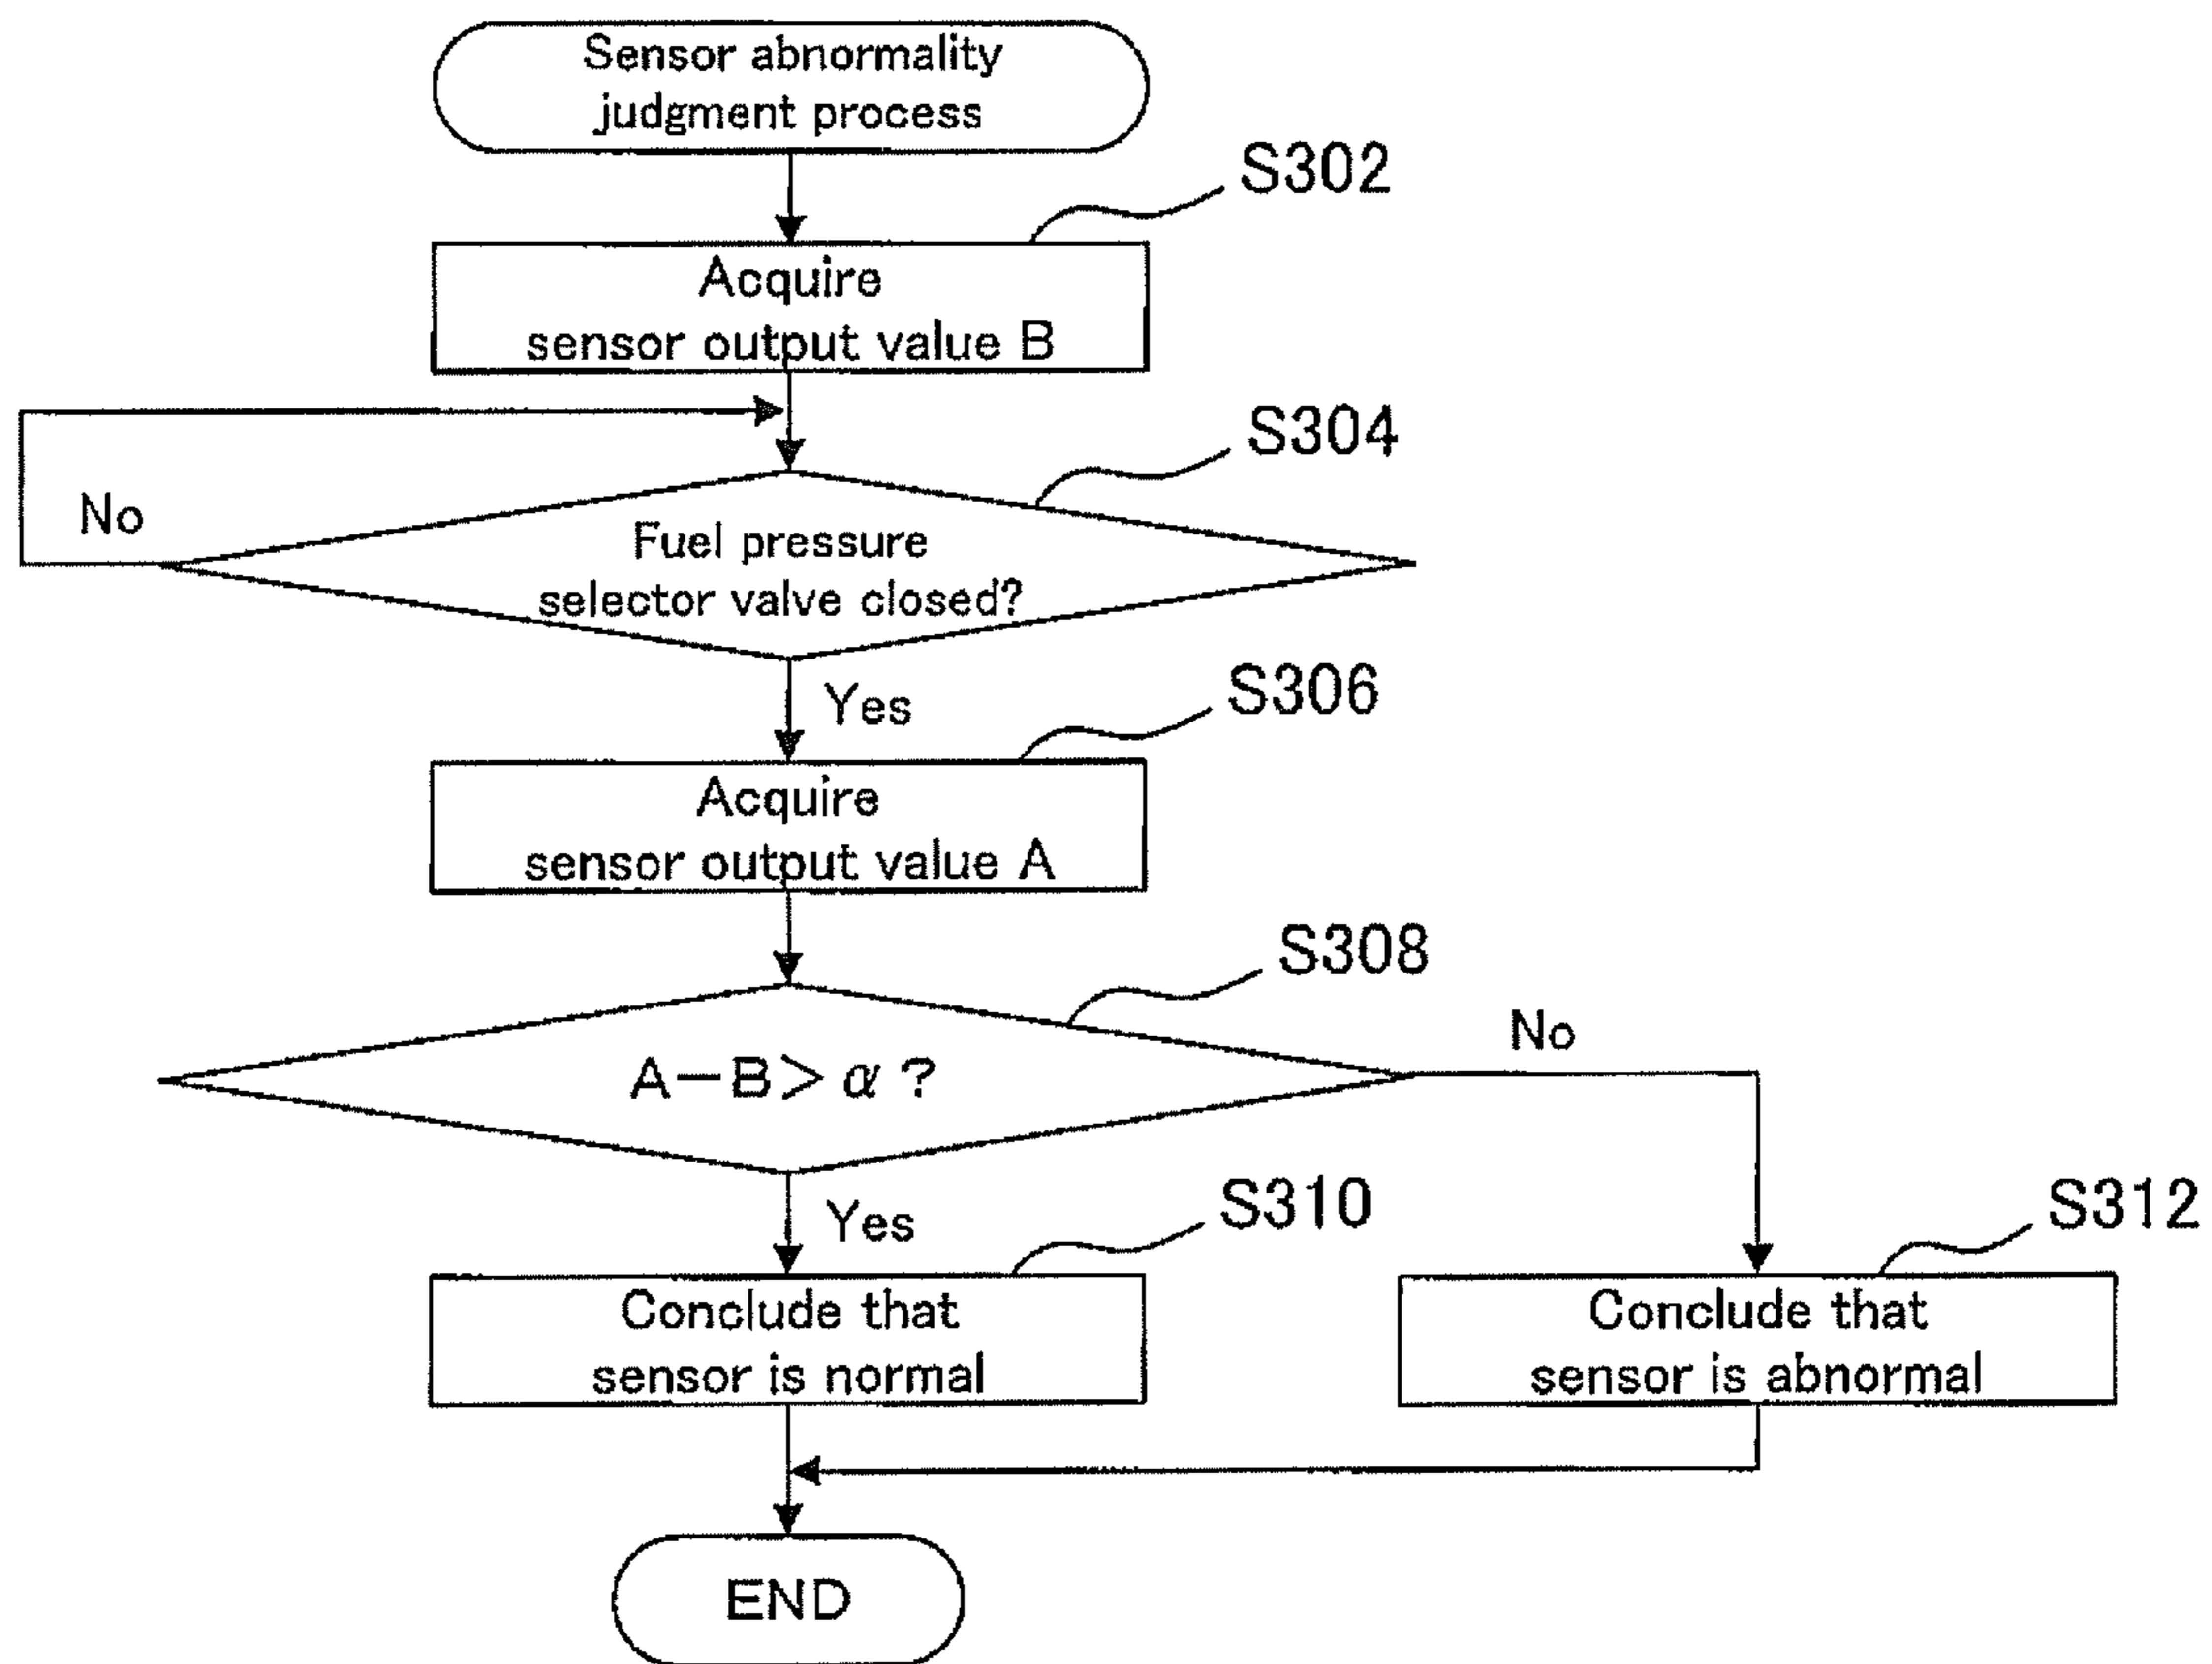 Sensor abnormality
judgment process
S302
Acquire
sensor output value B
S304
No
Fuel pressure
selector valve closed?
Yes
S306
Acquire
sensor output value A
S308
No
A－B＞α？
Yes
S310
S312
Conclude that
sensor is normal
Conclude that
sensor is abnormal
END